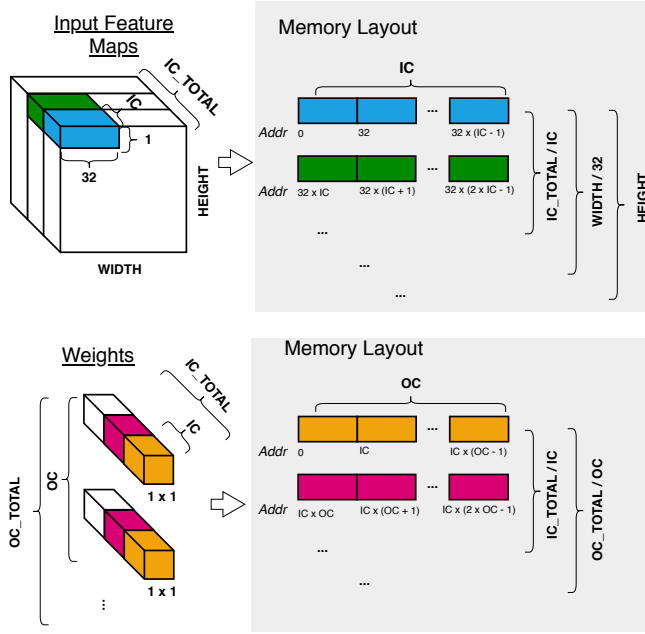 Input Feature
Maps
IC_TOTAL
IC
1
32
HEIGHT
WIDTH
Memory Layout
IC
...
Addr
0
32
32 x (IC - 1)
...
Addr
32 x IC
32 x (IC + 1)
32 x (2 x IC - 1)
...
...
...
...
...
IC_TOTAL / IC
WIDTH / 32
HEIGHT
Weights
IC_TOTAL
IC
OC_TOTAL
OC
1 x 1
1 x 1
...
Memory Layout
OC
...
Addr
0
IC
IC x (OC - 1)
...
Addr
IC x OC
IC x (OC + 1)
IC x (2 x OC - 1)
...
...
...
...
IC_TOTAL / IC
OC_TOTAL / OC